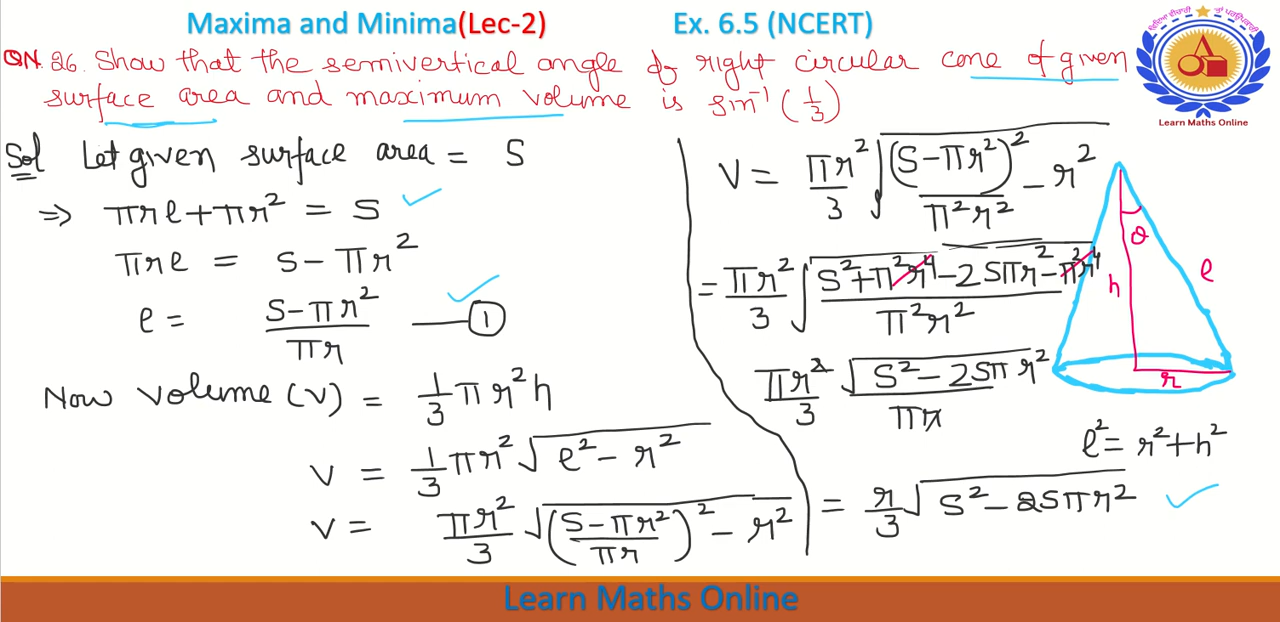 Maxima and Minima(Lec-2) Ex. 6.5 (NCERT)
QN. 26. Show that the semivertical angle of right circular cone of given
surface area and maximum volume is sin⁻¹(1/3)
Sol Let given surface area = S
⇒ πrl+πr² = S
πrl = S-πr²
l = (S-πr²)/(πr) —— ①
Now volume (V) = 1/3 πr²h
V = 1/3 πr²√(l²-r²)
V = πr²/3 √(((S-πr²)/(πr))² - r²)
V = πr²/3 √((S-πr²)²/(π²r²) - r²)
= πr²/3 √((S²+π²r⁴-2Sπr²-π²r⁴)/(π²r²))
πr²/3 √(S²-2Sπr²)/(πr)
= r/3 √(S²-2Sπr²)
θ
h
l
r
l² = r²+h²
Learn Maths Online
Learn Maths Online